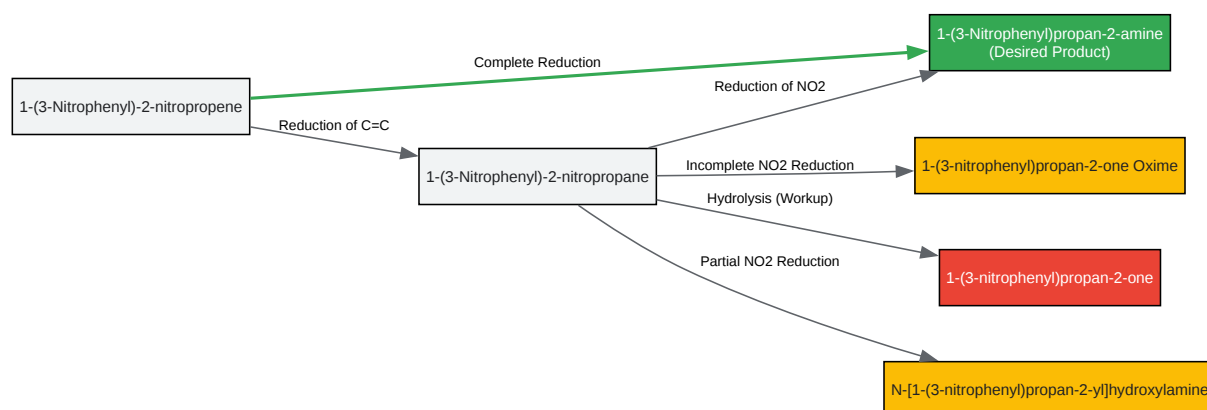 1-(3-Nitrophenyl)propan-2-amine
(Desired Product)
Complete Reduction
Reduction of NO2
1-(3-Nitrophenyl)-2-nitropropene
Reduction of C=C
1-(3-Nitrophenyl)-2-nitropropane
Incomplete NO2 Reduction
1-(3-nitrophenyl)propan-2-one Oxime
Hydrolysis (Workup)
1-(3-nitrophenyl)propan-2-one
Partial NO2 Reduction
N-[1-(3-nitrophenyl)propan-2-yl]hydroxylamine